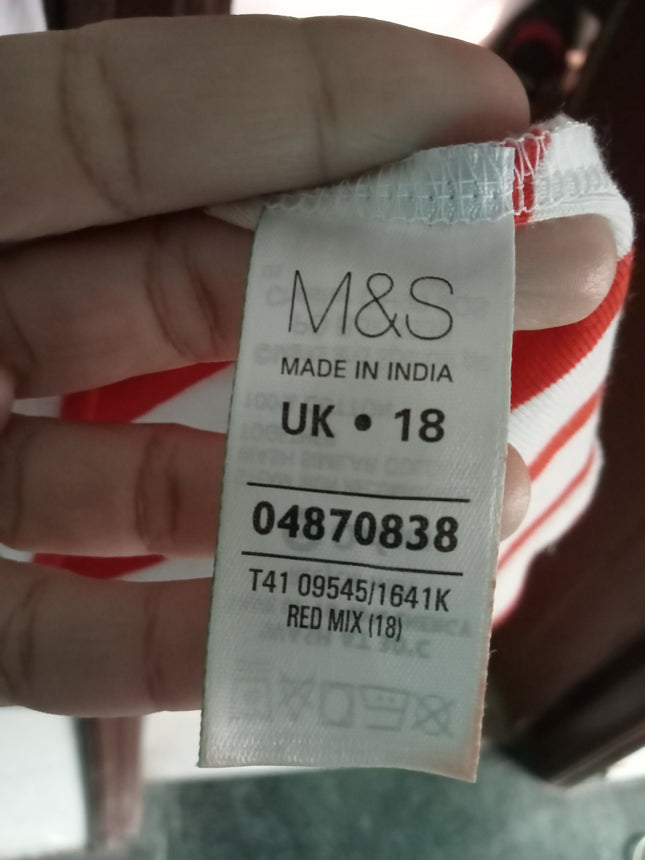 M&S
MADE IN INDIA
UK • 18
04870838
T41 09545/1641K
RED MIX (18)